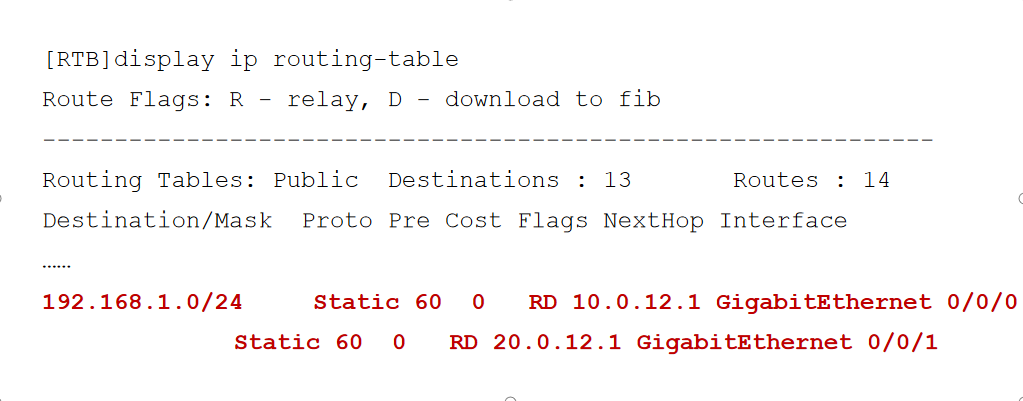 [RTB]display ip routing-table
Route Flags: R - relay, D - download to fib
--------------------------------------------------------------
Routing Tables: Public  Destinations : 13       Routes : 14
Destination/Mask  Proto Pre Cost Flags NextHop Interface
……
192.168.1.0/24     Static 60  0   RD 10.0.12.1 GigabitEthernet 0/0/0
Static 60  0   RD 20.0.12.1 GigabitEthernet 0/0/1